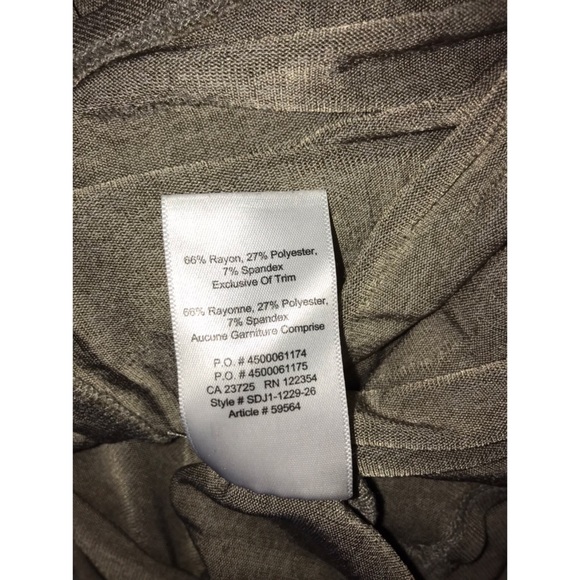 66% Rayon, 27% Polyester,
7% Spandex
Exclusive Of Trim
66% Rayonne, 27% Polyester,
7% Spandex
Aucune Garniture Comprise
P.O. # 4500061174
P.O. # 4500061175
CA 23725 RN 122354
Style # SDJ1-1229-26
Article # 59564